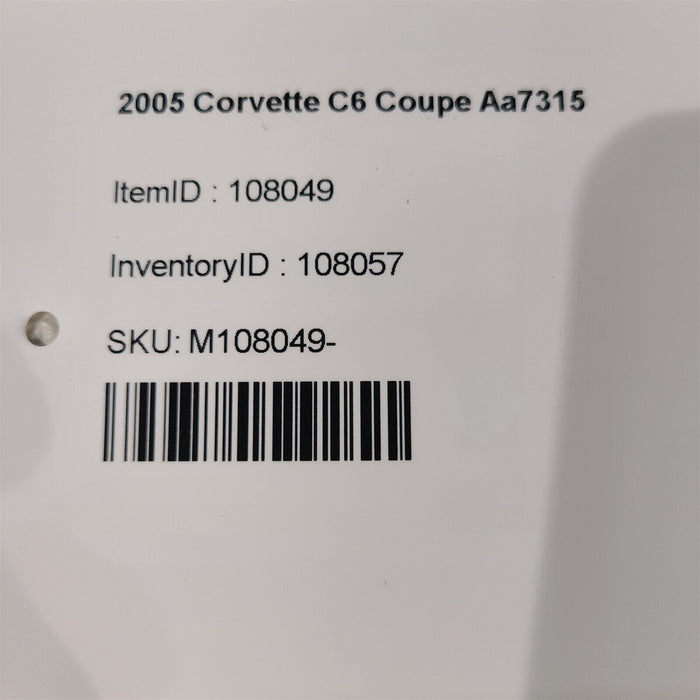 2005 Corvette C6 Coupe Aa7315
ItemID : 108049
InventoryID : 108057
SKU: M108049-